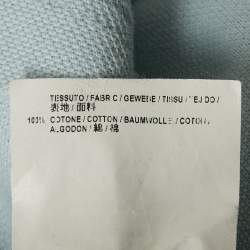 TESSUTO / FABRIC / GEWEBE / TISSU / TEJIDO /
表地 / 面料
100% COTONE / COTTON / BAUMWOLLE / COTON /
ALGODON / 綿 / 棉